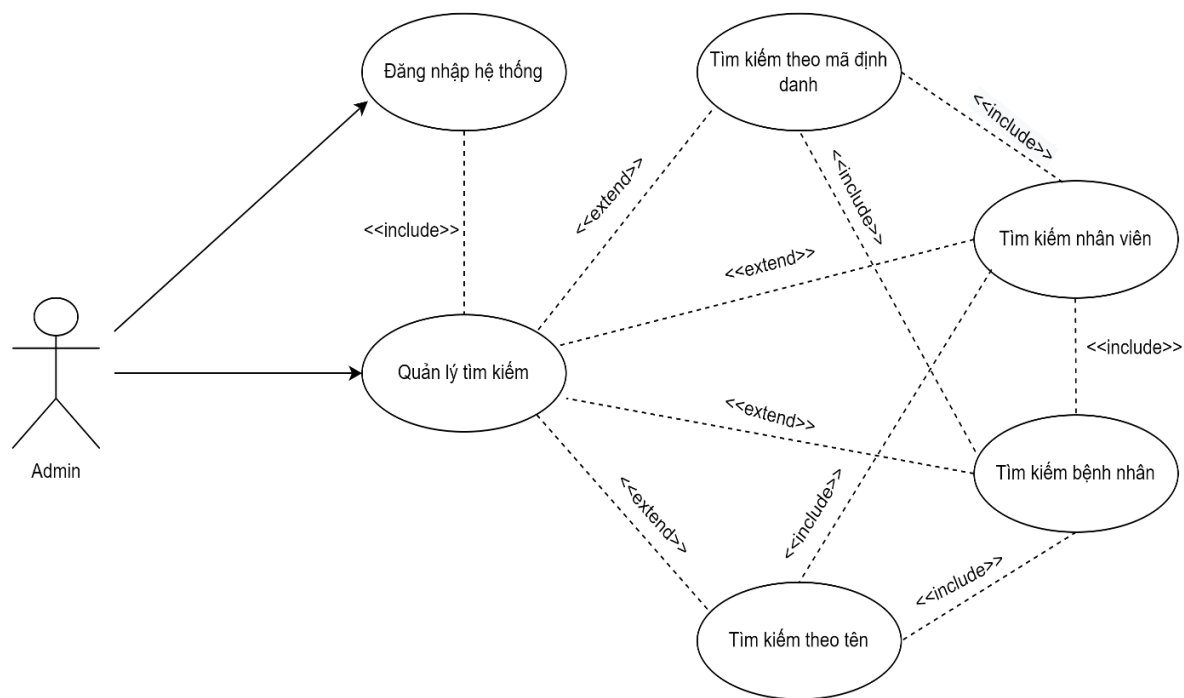 Đăng nhập hệ thống
Tìm kiếm theo mã định
danh
<<include>>
<<include>>
<<extend>>
<<include>>
Tìm kiếm nhân viên
<<extend>>
<<include>>
Quản lý tìm kiếm
<<extend>>
Admin
Tìm kiếm bệnh nhân
<<extend>>
<<include>>
<<include>>
Tìm kiếm theo tên